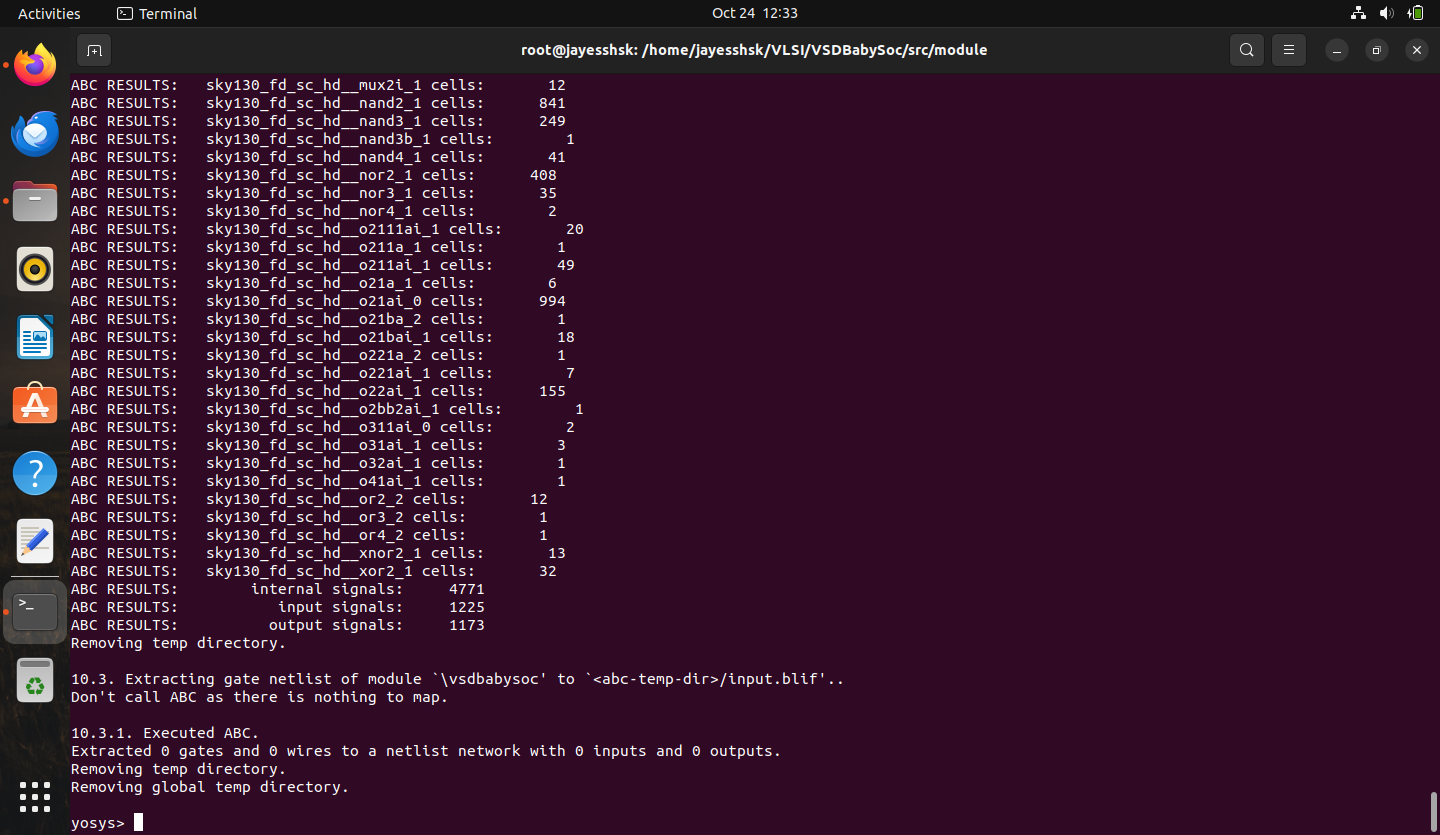 Activities Terminal Oct 24 12:33
root@jayesshsk: /home/jayesshsk/VLSI/VSDBabySoc/src/module
ABC RESULTS:   sky130_fd_sc_hd__mux2i_1 cells:       12
ABC RESULTS:   sky130_fd_sc_hd__nand2_1 cells:      841
ABC RESULTS:   sky130_fd_sc_hd__nand3_1 cells:      249
ABC RESULTS:   sky130_fd_sc_hd__nand3b_1 cells:        1
ABC RESULTS:   sky130_fd_sc_hd__nand4_1 cells:       41
ABC RESULTS:   sky130_fd_sc_hd__nor2_1 cells:      408
ABC RESULTS:   sky130_fd_sc_hd__nor3_1 cells:       35
ABC RESULTS:   sky130_fd_sc_hd__nor4_1 cells:        2
ABC RESULTS:   sky130_fd_sc_hd__o2111ai_1 cells:       20
ABC RESULTS:   sky130_fd_sc_hd__o211a_1 cells:        1
ABC RESULTS:   sky130_fd_sc_hd__o211ai_1 cells:       49
ABC RESULTS:   sky130_fd_sc_hd__o21a_1 cells:        6
ABC RESULTS:   sky130_fd_sc_hd__o21ai_0 cells:      994
ABC RESULTS:   sky130_fd_sc_hd__o21ba_2 cells:        1
ABC RESULTS:   sky130_fd_sc_hd__o21bai_1 cells:       18
ABC RESULTS:   sky130_fd_sc_hd__o221a_2 cells:        1
ABC RESULTS:   sky130_fd_sc_hd__o221ai_1 cells:        7
ABC RESULTS:   sky130_fd_sc_hd__o22ai_1 cells:      155
ABC RESULTS:   sky130_fd_sc_hd__o2bb2ai_1 cells:        1
ABC RESULTS:   sky130_fd_sc_hd__o311ai_0 cells:        2
ABC RESULTS:   sky130_fd_sc_hd__o31ai_1 cells:        3
ABC RESULTS:   sky130_fd_sc_hd__o32ai_1 cells:        1
ABC RESULTS:   sky130_fd_sc_hd__o41ai_1 cells:        1
ABC RESULTS:   sky130_fd_sc_hd__or2_2 cells:       12
ABC RESULTS:   sky130_fd_sc_hd__or3_2 cells:        1
ABC RESULTS:   sky130_fd_sc_hd__or4_2 cells:        1
ABC RESULTS:   sky130_fd_sc_hd__xnor2_1 cells:       13
ABC RESULTS:   sky130_fd_sc_hd__xor2_1 cells:       32
ABC RESULTS:        internal signals:     4771
ABC RESULTS:           input signals:     1225
ABC RESULTS:          output signals:     1173
Removing temp directory.
10.3. Extracting gate netlist of module `\vsdbabysoc' to `<abc-temp-dir>/input.blif'..
Don't call ABC as there is nothing to map.
10.3.1. Executed ABC.
Extracted 0 gates and 0 wires to a netlist network with 0 inputs and 0 outputs.
Removing temp directory.
Removing global temp directory.
yosys>